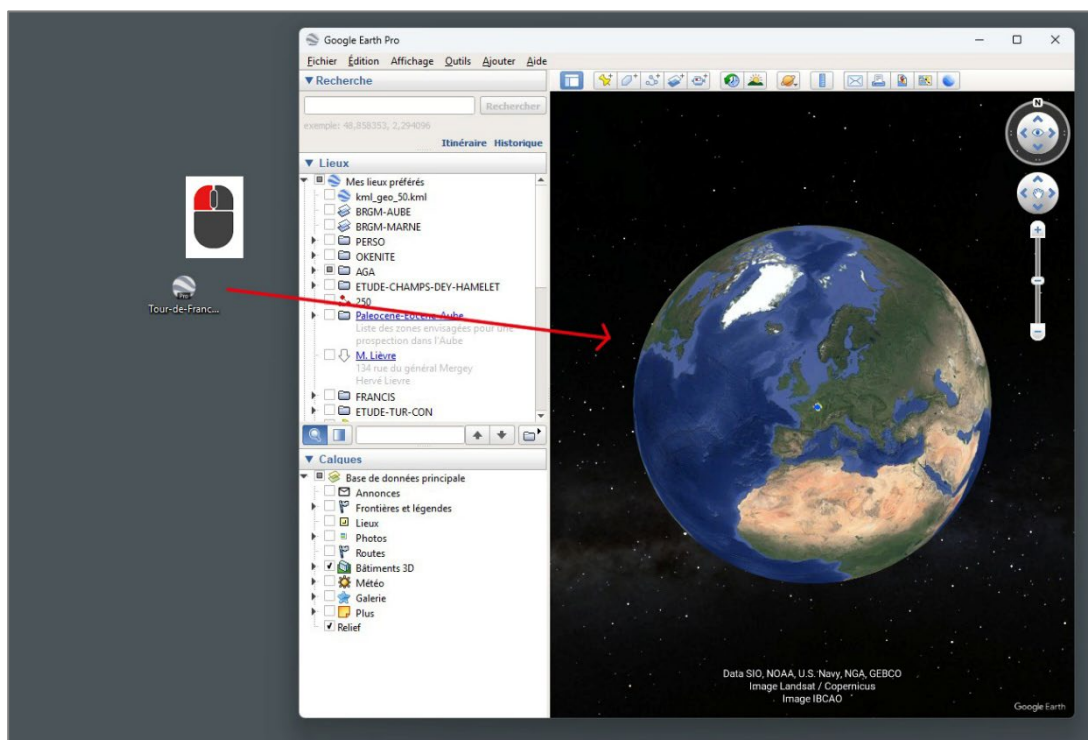 Google Earth Pro
Fichier Édition Affichage Outils Ajouter Aide
Recherche
Rechercher
exemple: 48,858353, 2,294096
Itinéraire Historique
Lieux
Mes lieux préférés
kml_geo_50.kml
BRGM-AUBE
BRGM-MARNE
PERSO
OKENITE
AGA
ETUDE-CHAMPS-DEY-HAMELET
250
Paleocene-Eocene-Aube
Liste des zones envisagées pour une
prospection dans l'Aube
M. Lièvre
134 rue du général Mergey
Hervé Lievre
FRANCIS
ETUDE-TUR-CON
Calques
Base de données principale
Annonces
Frontières et légendes
Lieux
Photos
Routes
Bâtiments 3D
Météo
Galerie
Plus
Relief
Pro
Tour-de-Franc...
N
Data SIO, NOAA, U.S. Navy, NGA, GEBCO
Image Landsat / Copernicus
Image IBCAO
Google Earth